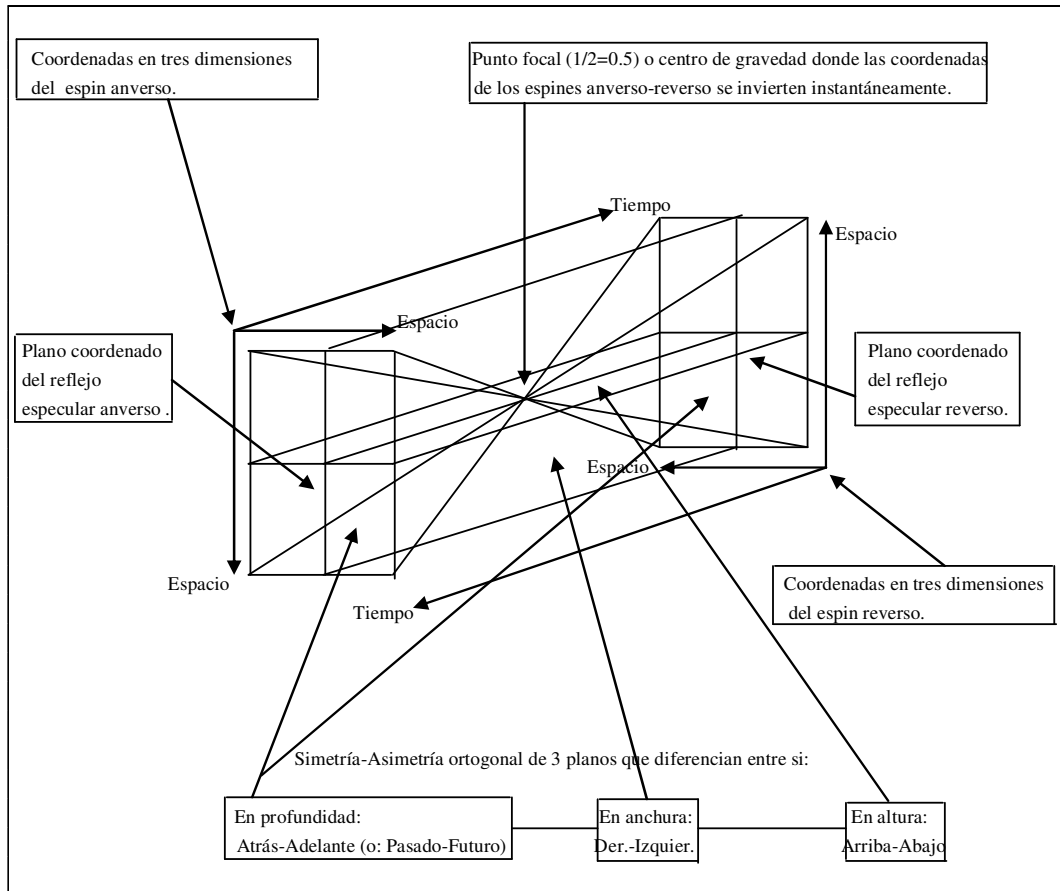 Coordenadas en tres dimensiones
del espin anverso.
Punto focal (1/2=0.5) o centro de gravedad donde las coordenadas
de los espines anverso-reverso se invierten instantáneamente.
Tiempo
Espacio
Espacio
Plano coordenado
del reflejo
especular anverso .
Plano coordenado
del reflejo
especular reverso.
Espacio
Espacio
Tiempo
Coordenadas en tres dimensiones
del espin reverso.
Simetría-Asimetría ortogonal de 3 planos que diferencian entre si:
En profundidad:
Atrás-Adelante (o: Pasado-Futuro)
En anchura:
Der.-Izquier.
En altura:
Arriba-Abajo